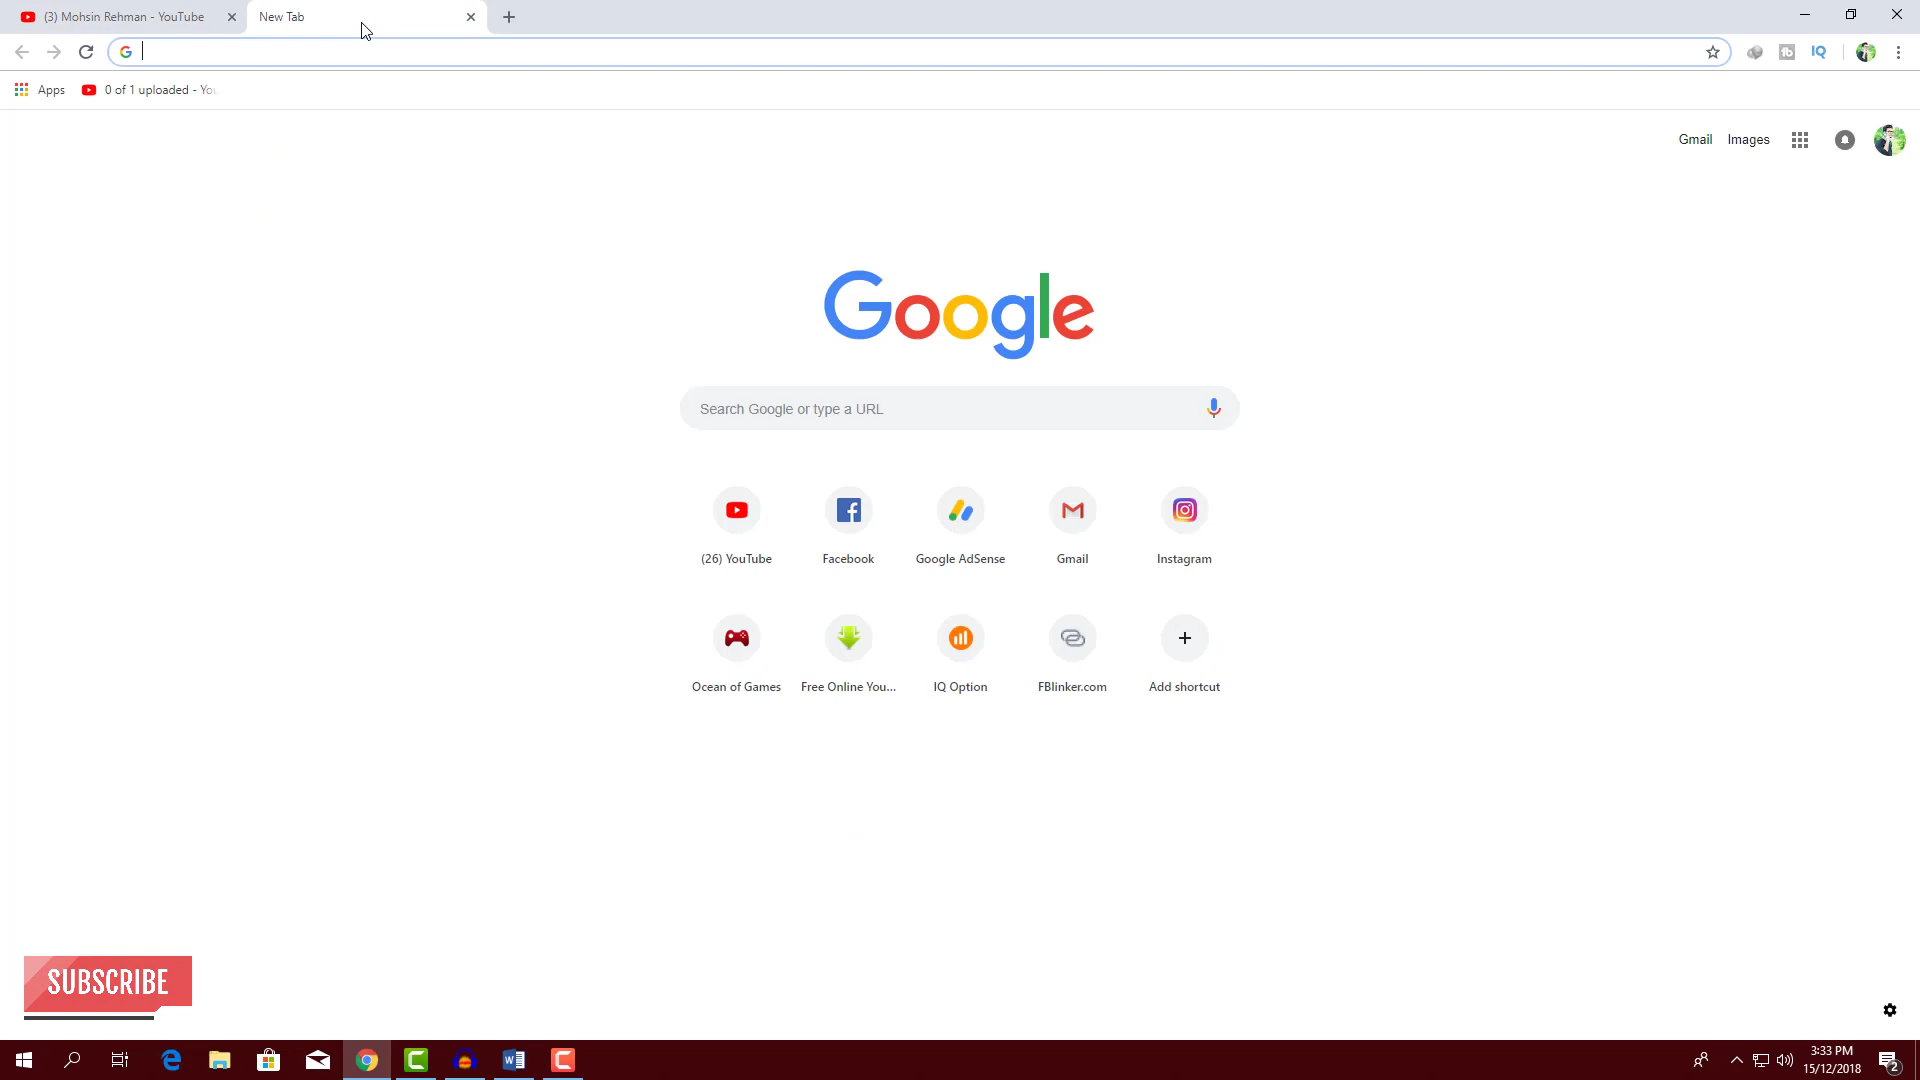 (3) Mohsin Rehman - YouTube
New Tab
Apps
0 of 1 uploaded - You
Gmail
Images
Google
Search Google or type a URL
(26) YouTube
Facebook
Google AdSense
Gmail
Instagram
Ocean of Games
Free Online You...
IQ Option
FBlinker.com
Add shortcut
SUBSCRIBE
3:33 PM
15/12/2018
2